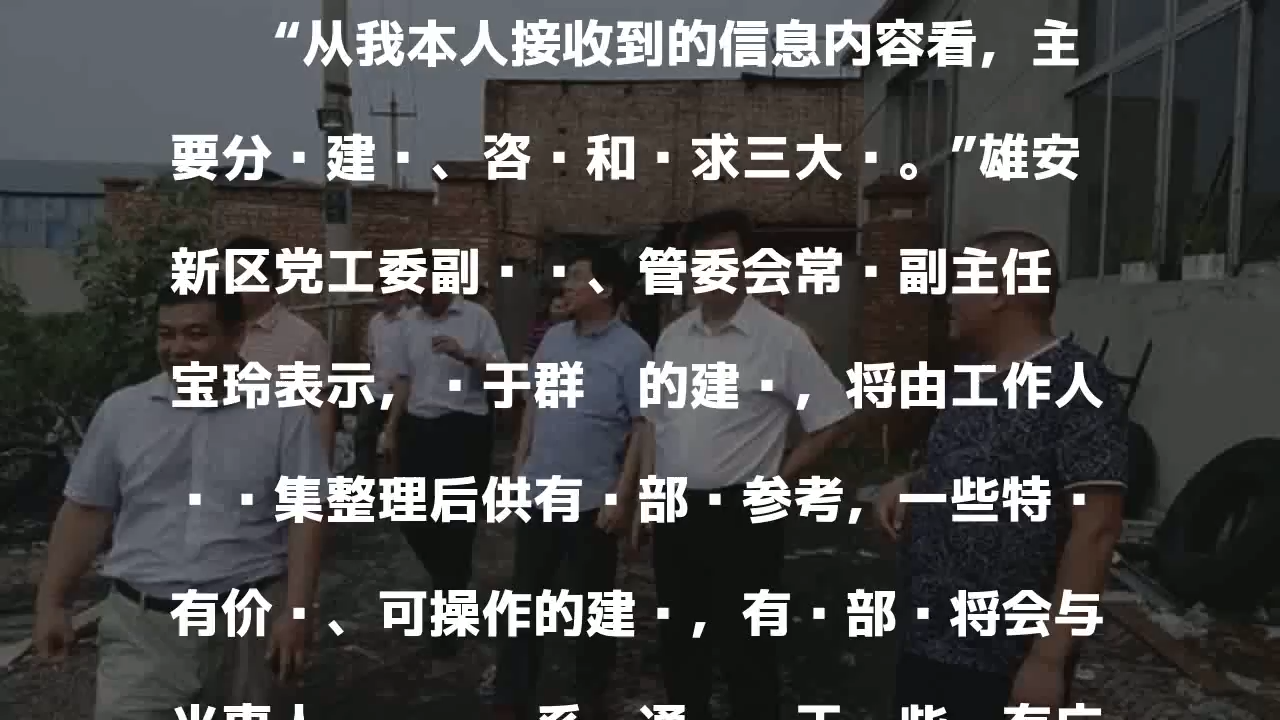 “从我本人接收到的信息内容看，主
要分·建·、咨·和·求三大·。”雄安
新区党工委副··、管委会常·副主任
宝玲表示，·于群 的建·，将由工作人
··集整理后供有·部·参考，一些特·
有价·、可操作的建·，有·部·将会与